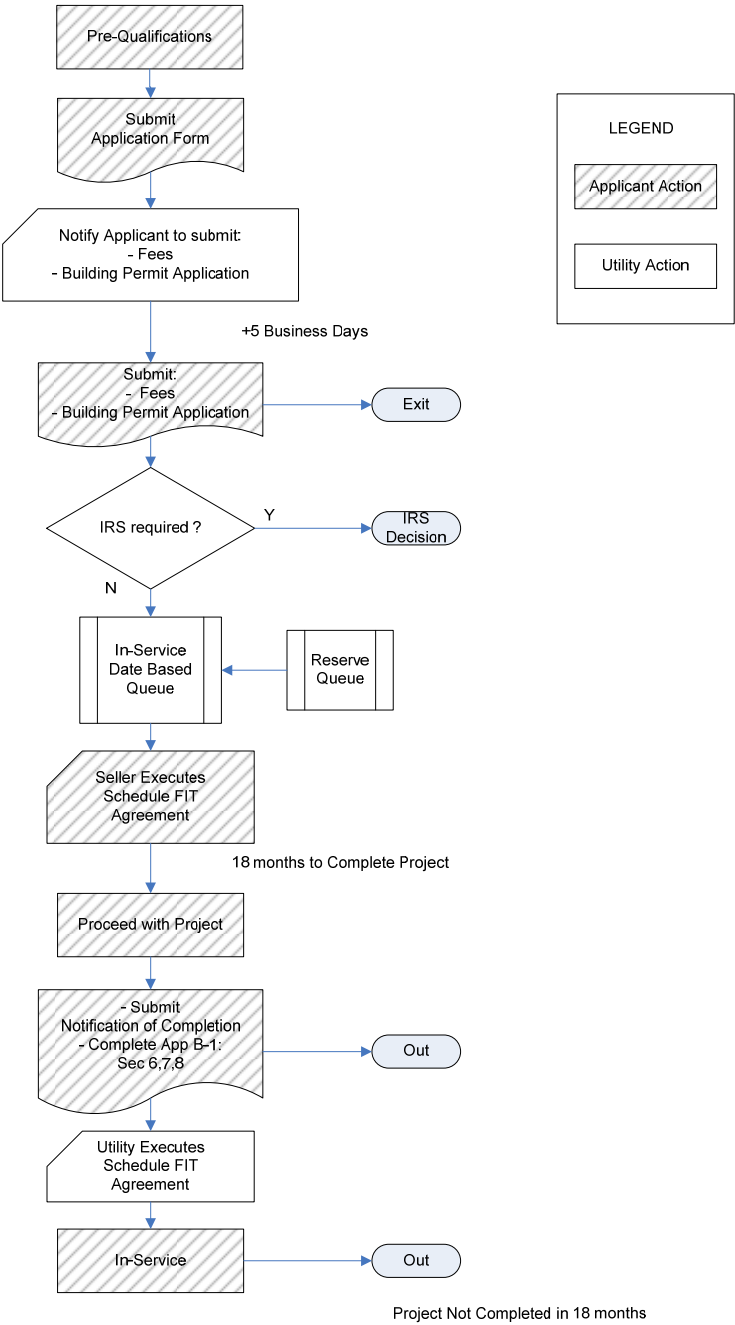 Pre-Qualifications
Submit
Application Form
LEGEND
Applicant Action
Utility Action
Notify Applicant to submit:
- Fees
- Building Permit Application
+5 Business Days
Submit:
- Fees
- Building Permit Application
Exit
IRS required ?
Y
IRS
Decision
N
In-Service
Date Based
Queue
Reserve
Queue
Seller Executes
Schedule FIT
Agreement
18 months to Complete Project
Proceed with Project
- Submit
Notification of Completion
- Complete App B-1:
Sec 6,7,8
Out
Utility Executes
Schedule FIT
Agreement
In-Service
Out
Project Not Completed in 18 months